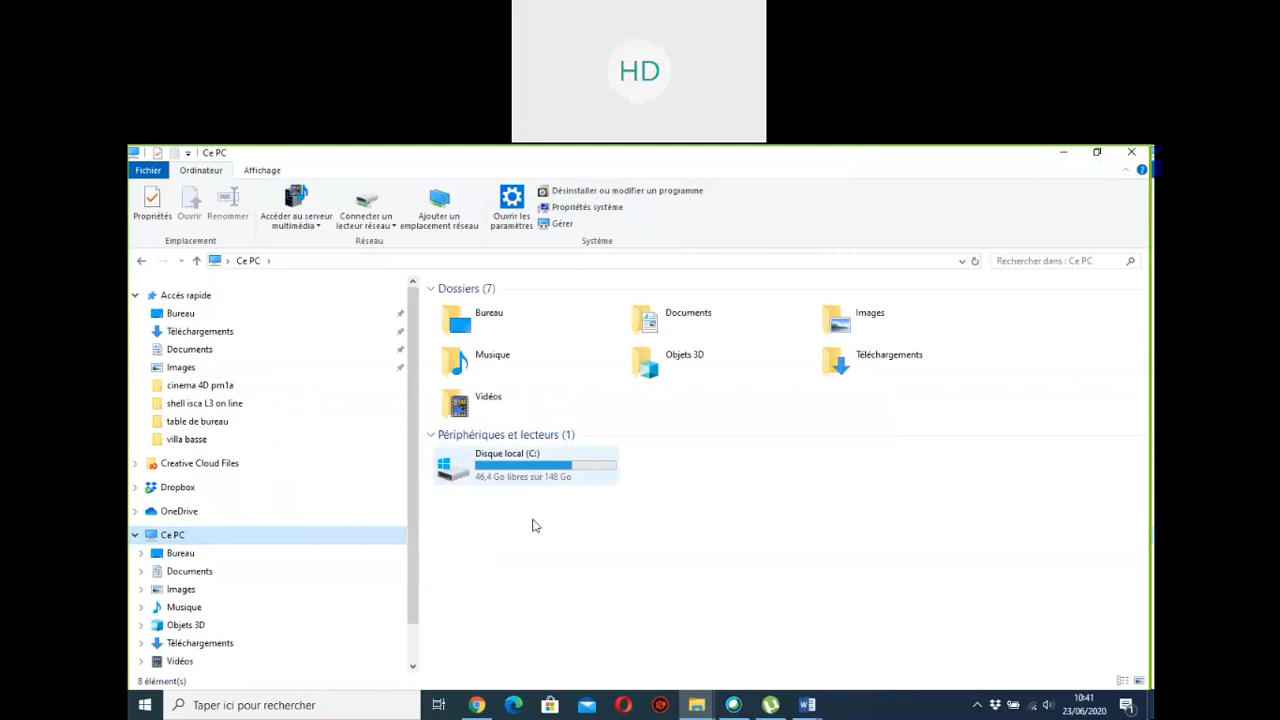 HD
Ce PC
Fichier Ordinateur Affichage
Propriétés Ouvrir Renommer
Accéder au serveur multimédia
Connecter un lecteur réseau
Ajouter un emplacement réseau
Ouvrir les paramètres
Désinstaller ou modifier un programme
Propriétés système
Gérer
Emplacement Réseau Système
Ce PC
Rechercher dans : Ce PC
Accès rapide
Bureau
Téléchargements
Documents
Images
cinema 4D pm1a
shell isca L3 on line
table de bureau
villa basse
Creative Cloud Files
Dropbox
OneDrive
Ce PC
Bureau
Documents
Images
Musique
Objets 3D
Téléchargements
Vidéos
Dossiers (7)
Bureau Documents Images
Musique Objets 3D Téléchargements
Vidéos
Périphériques et lecteurs (1)
Disque local (C:)
46,4 Go libres sur 148 Go
8 élément(s)
Taper ici pour rechercher
10:41
23/06/2020
1